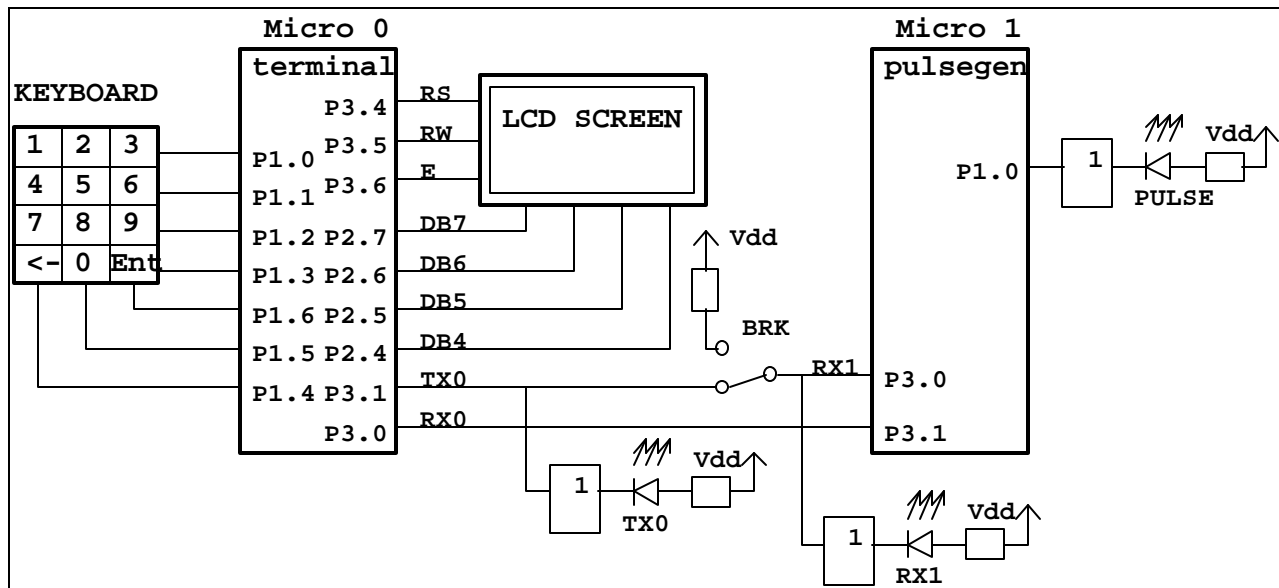 Micro 0
Micro 1
terminal
pulsegen
KEYBOARD
P3.4 RS
LCD SCREEN
1 2 3
P1.0 P3.5 RW
Vdd
4 5 6
P1.1 P3.6 E
P1.0
1
PULSE
7 8 9
P1.2 P2.7 DB7
Vdd
<- 0 Ent
P1.3 P2.6 DB6
P1.6 P2.5 DB5
BRK
P1.5 P2.4 DB4
P1.4 P3.1 TX0
RX1 P3.0
P3.0 RX0
P3.1
1
Vdd
TX0
1
Vdd
RX1